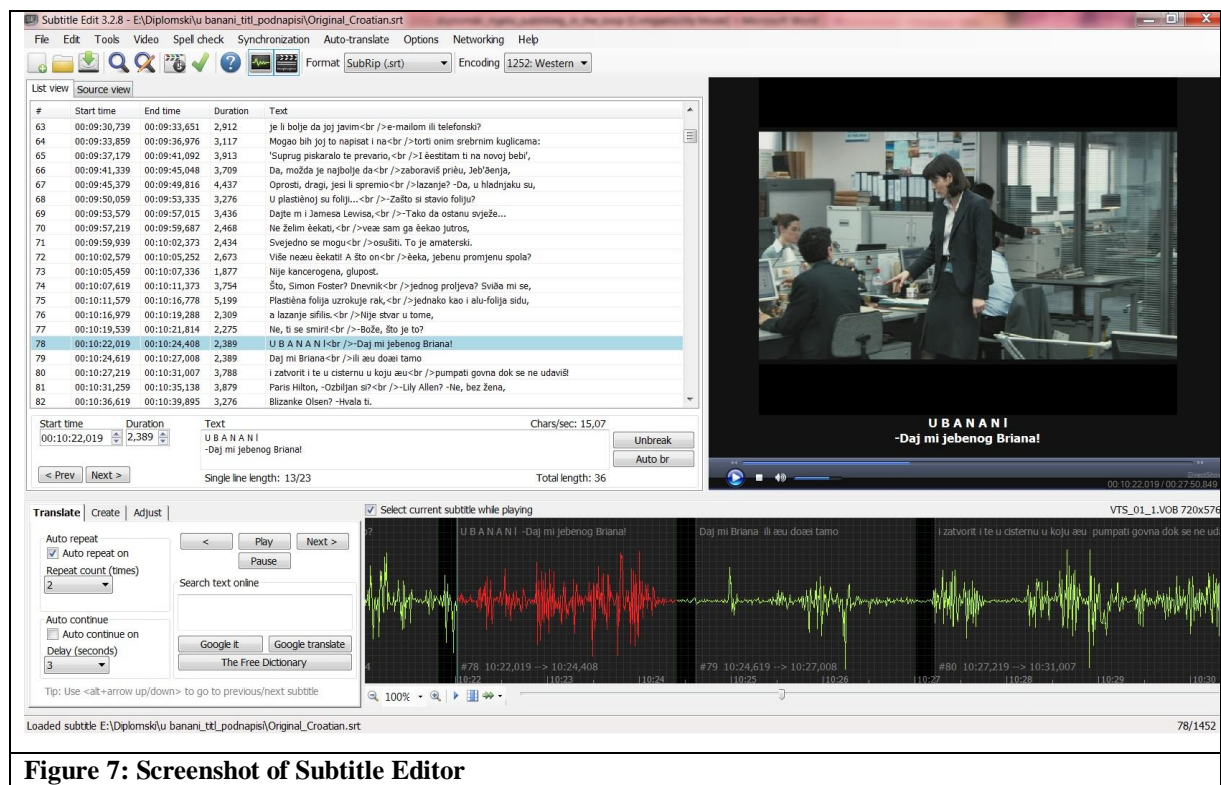 Subtitle Edit 3.2.8 - E:\Diplomski\u banani_titl_podnapisi\Original_Croatian.srt
File Edit Tools Video Spell check Synchronization Auto-translate Options Networking Help
Format SubRip (.srt) Encoding 1252: Western
List view Source view
# Start time End time Duration Text
63 00:09:30,739 00:09:33,651 2,912 je li bolje da joj javim<br />e-mailom ili telefonski?
64 00:09:33,859 00:09:36,976 3,117 Mogao bih joj to napisat i na<br />torti onim srebrnim kuglicama:
65 00:09:37,179 00:09:41,092 3,913 'Suprug piskaralo te prevario,<br />I èestitam ti na novoj bebi',
66 00:09:41,339 00:09:45,048 3,709 Da, možda je najbolje da<br />zaboraviš prièu, Jeb'ðenja,
67 00:09:45,379 00:09:49,816 4,437 Oprosti, dragi, jesi li spremio<br />lazanje? -Da, u hladnjaku su,
68 00:09:50,059 00:09:53,335 3,276 U plastiènoj su foliji...<br />-Zašto si stavio foliju?
69 00:09:53,579 00:09:57,015 3,436 Dajte m i Jamesa Lewisa,<br />-Tako da ostanu svježe...
70 00:09:57,219 00:09:59,687 2,468 Ne želim èekati,<br />veæ sam ga èekao jutros,
71 00:09:59,939 00:10:02,373 2,434 Svejedno se mogu<br />osušiti. To je amaterski.
72 00:10:02,579 00:10:05,252 2,673 Više neæu èekati! A što on<br />èeka, jebenu promjenu spola?
73 00:10:05,459 00:10:07,336 1,877 Nije kancerogena, glupost.
74 00:10:07,619 00:10:11,373 3,754 Što, Simon Foster? Dnevnik<br />jednog proljeva? Sviða mi se,
75 00:10:11,579 00:10:16,778 5,199 Plastièna folija uzrokuje rak,<br />jednako kao i alu-folija sidu,
76 00:10:16,979 00:10:19,288 2,309 a lazanje sifilis.<br />Nije stvar u tome,
77 00:10:19,539 00:10:21,814 2,275 Ne, ti se smiri!<br />-Bože, što je to?
78 00:10:22,019 00:10:24,408 2,389 U B A N A N I<br />-Daj mi jebenog Briana!
79 00:10:24,619 00:10:27,008 2,389 Daj mi Briana<br />ili æu doæi tamo
80 00:10:27,219 00:10:31,007 3,788 i zatvorit i te u cisternu u koju æu<br />pumpati govna dok se ne udaviš!
81 00:10:31,259 00:10:35,138 3,879 Paris Hilton, -Ozbiljan si?<br />-Lily Allen? -Ne, bez žena,
82 00:10:36,619 00:10:39,895 3,276 Blizanke Olsen? -Hvala ti.
Start time Duration Text Chars/sec: 15,07
00:10:22,019 2,389 U B A N A N I
-Daj mi jebenog Briana!
Unbreak
Auto br
< Prev Next > Single line length: 13/23 Total length: 36
U B A N A N I
-Daj mi jebenog Briana!
00:10:22,019 / 00:27:50,849
Translate Create Adjust
Select current subtitle while playing VTS_01_1.VOB 720x576
Auto repeat
Auto repeat on
Repeat count (times)
2
Auto continue
Auto continue on
Delay (seconds)
3
< Play Next >
Pause
Search text online
Google it Google translate
The Free Dictionary
Tip: Use <alt+arrow up/down> to go to previous/next subtitle
U B A N A N I -Daj mi jebenog Briana! Daj mi Briana ili æu doæi tamo i zatvorit i te u cisternu u koju æu pumpati govna dok se ne
#78 10:22,019 --> 10:24,408 #79 10:24,619 --> 10:27,008 #80 10:27,219 --> 10:31,007
10:22 10:23 10:24 10:25 10:26 10:27 10:28 10:29 10:30
100%
Loaded subtitle E:\Diplomski\u banani_titl_podnapisi\Original_Croatian.srt 78/1452
Figure 7: Screenshot of Subtitle Editor